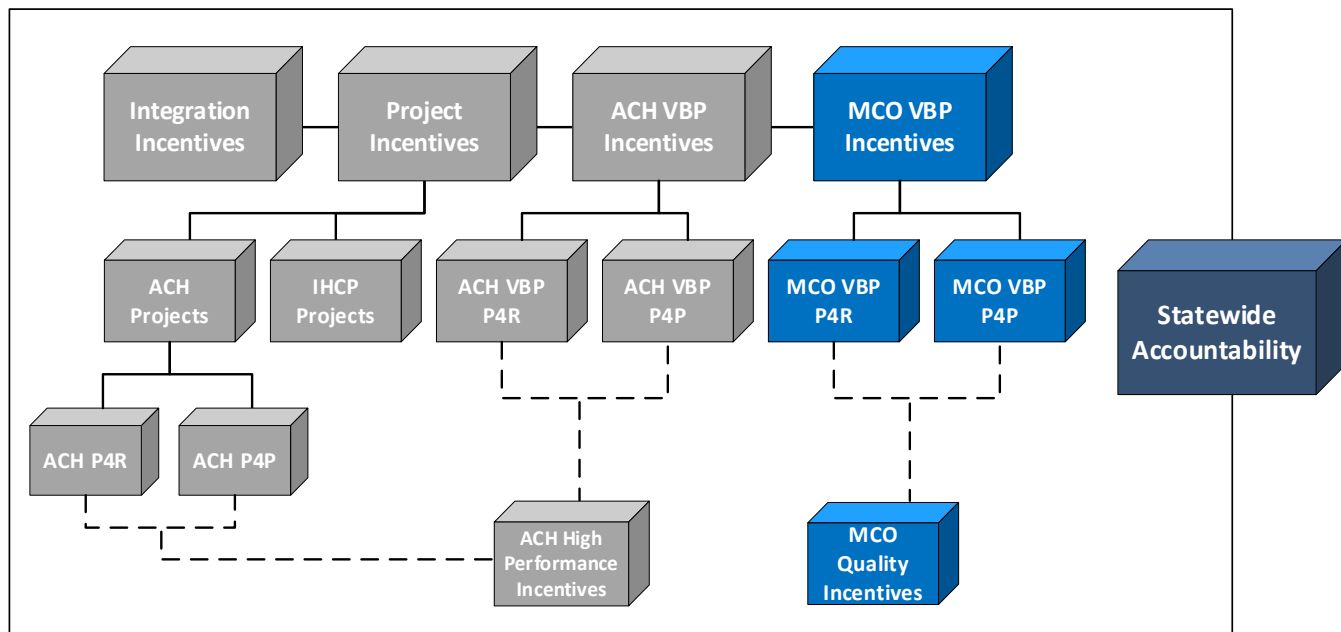 Integration
Incentives
Project
Incentives
ACH VBP
Incentives
MCO VBP
Incentives
ACH
Projects
IHCP
Projects
ACH VBP
P4R
ACH VBP
P4P
MCO VBP
P4R
MCO VBP
P4P
Statewide
Accountability
ACH P4R
ACH P4P
ACH High
Performance
Incentives
MCO
Quality
Incentives